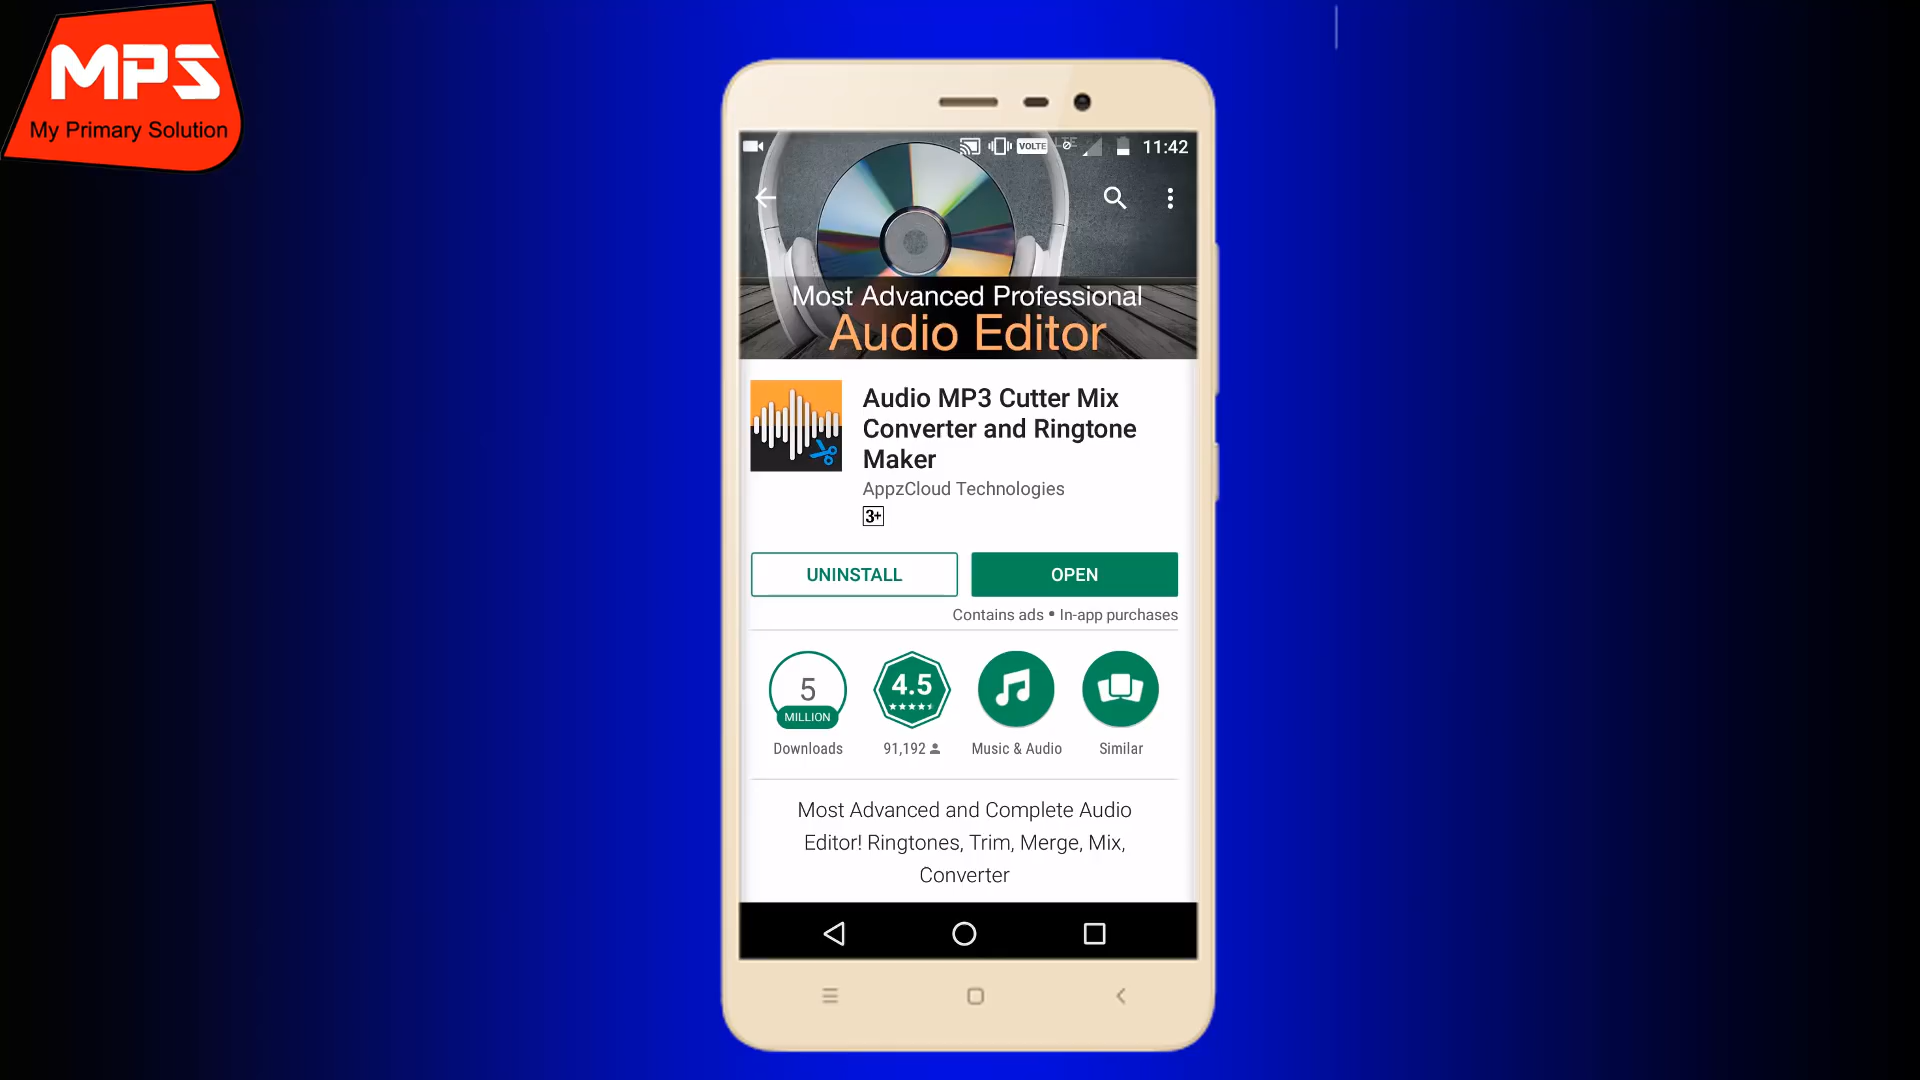 MPS
My Primary Solution
VOLTE
LTE
11:42
Most Advanced Professional
Audio Editor
Audio MP3 Cutter Mix
Converter and Ringtone
Maker
AppzCloud Technologies
3+
UNINSTALL
OPEN
Contains ads • In-app purchases
5
MILLION
4.5
Downloads
91,192
Music & Audio
Similar
Most Advanced and Complete Audio
Editor! Ringtones, Trim, Merge, Mix,
Converter